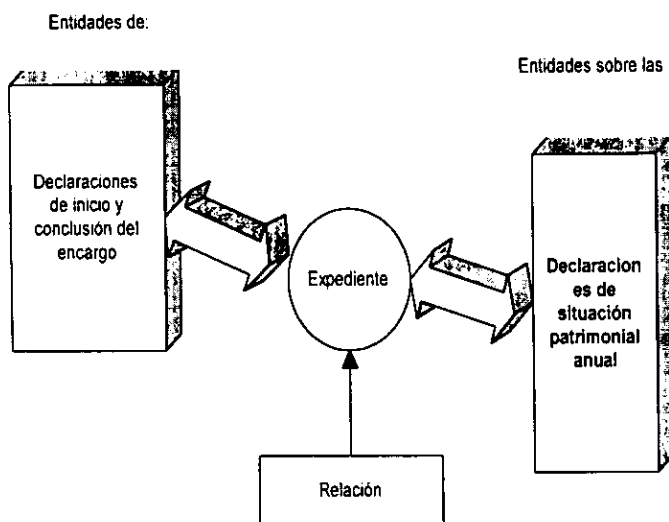 Entidades de:
Entidades sobre las
Declaraciones
de inicio y
conclusión del
encargo
Expediente
Declaracion
es de
situación
patrimonial
anual
Relación